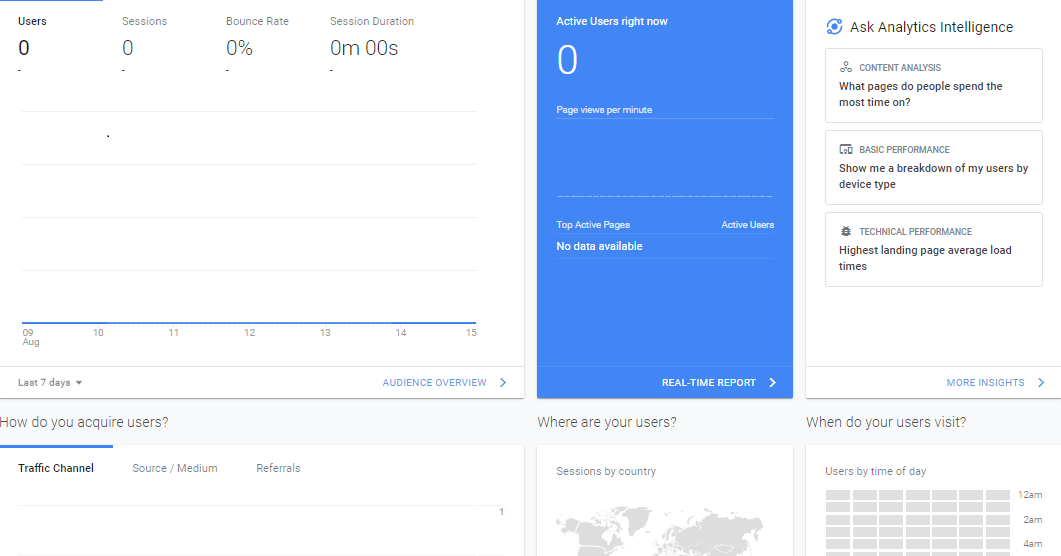 Users
0
-
Sessions
0
-
Bounce Rate
0%
-
Session Duration
0m 00s
-
09
Aug
10
11
12
13
14
15
Last 7 days
AUDIENCE OVERVIEW
Active Users right now
0
Page views per minute
Top Active Pages Active Users
No data available
REAL-TIME REPORT
Ask Analytics Intelligence
CONTENT ANALYSIS
What pages do people spend the
most time on?
BASIC PERFORMANCE
Show me a breakdown of my users by
device type
TECHNICAL PERFORMANCE
Highest landing page average load
times
MORE INSIGHTS
How do you acquire users?
Traffic Channel
Source / Medium
Referrals
1
Where are your users?
Sessions by country
When do your users visit?
Users by time of day
12am
2am
4am